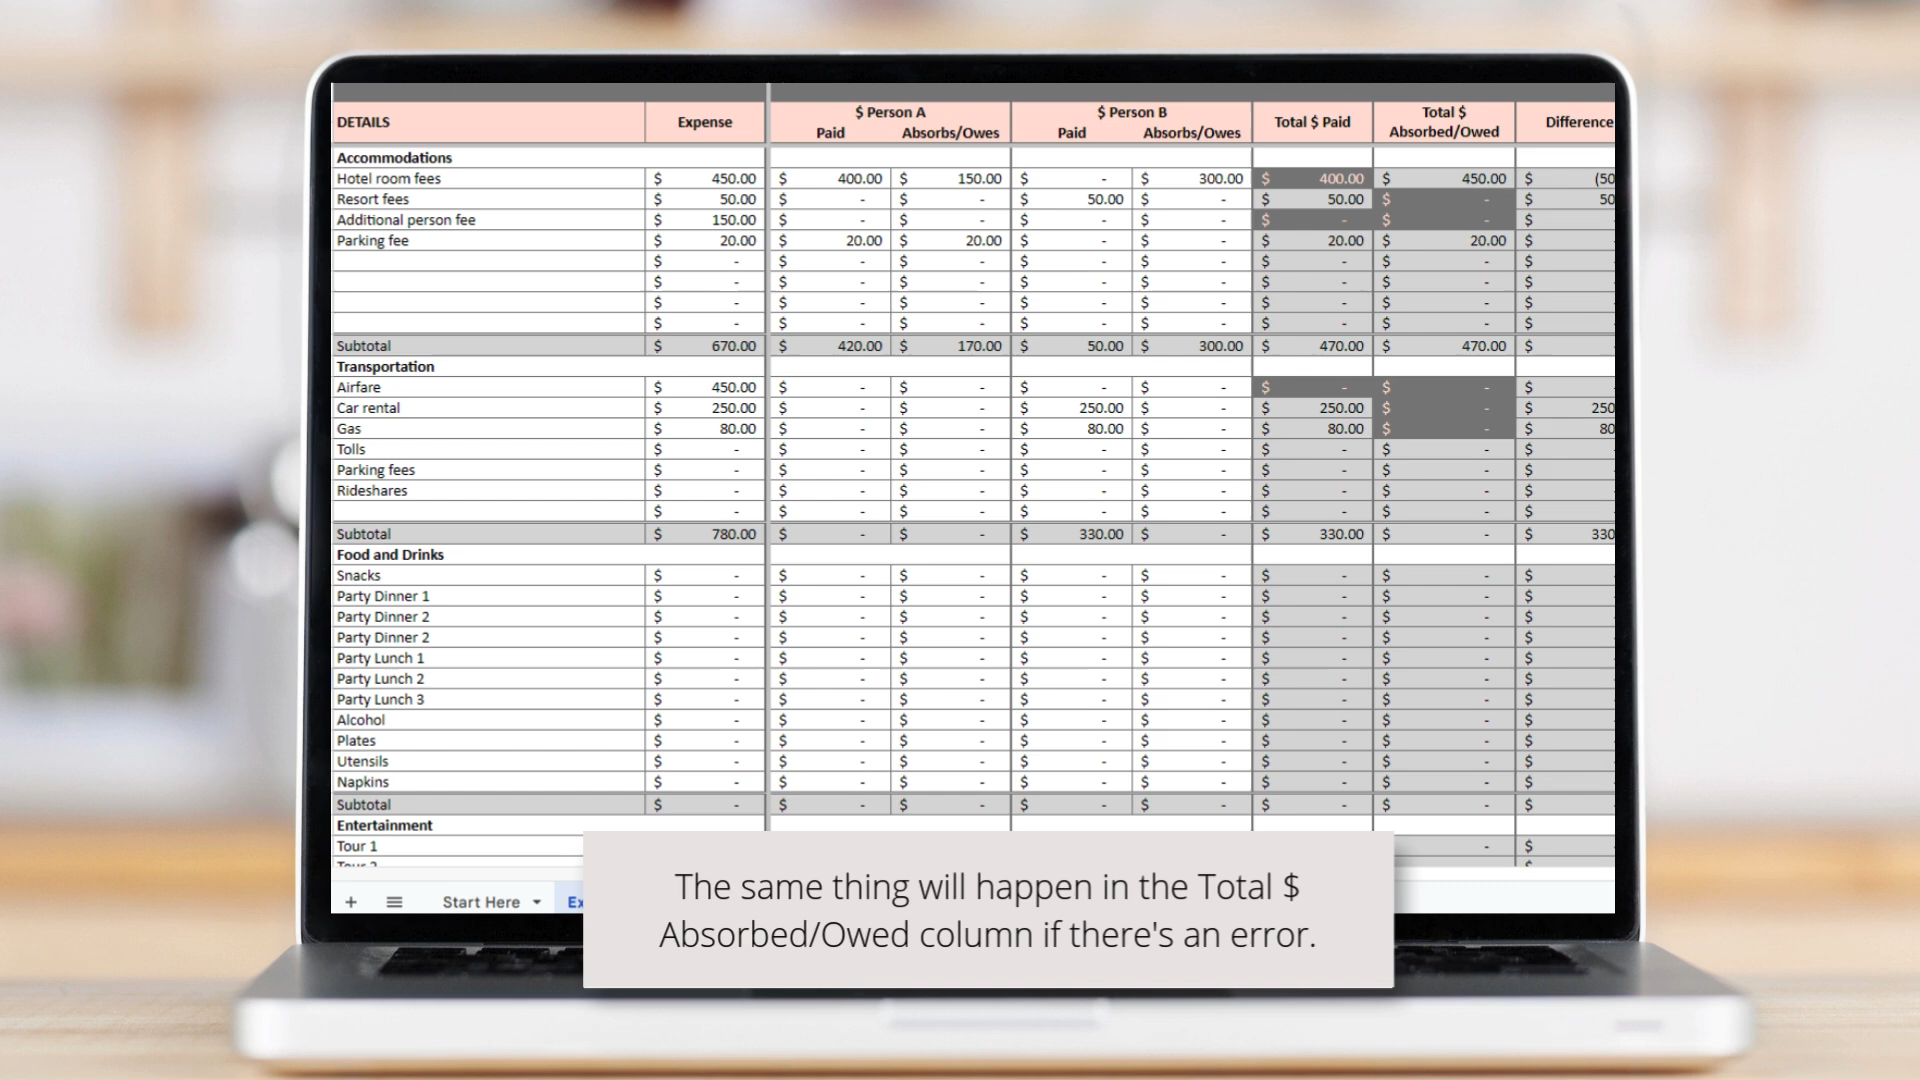 $ Person A $ Person B Total $
DETAILS Expense Total $ Paid Difference
Paid Absorbs/Owes Paid Absorbs/Owes Absorbed/Owed
Accommodations
Hotel room fees $ 450.00 $ 400.00 $ 150.00 $ - $ 300.00 $ 400.00 $ 450.00 $ (50
Resort fees $ 50.00 $ - $ - $ 50.00 $ - $ 50.00 $ - $ 50
Additional person fee $ 150.00 $ - $ - $ - $ - $ - $ - $ -
Parking fee $ 20.00 $ 20.00 $ 20.00 $ - $ - $ 20.00 $ 20.00 $ -
$ - $ - $ - $ - $ - $ - $ - $ -
$ - $ - $ - $ - $ - $ - $ - $ -
$ - $ - $ - $ - $ - $ - $ - $ -
$ - $ - $ - $ - $ - $ - $ - $ -
Subtotal $ 670.00 $ 420.00 $ 170.00 $ 50.00 $ 300.00 $ 470.00 $ 470.00 $ -
Transportation
Airfare $ 450.00 $ - $ - $ - $ - $ - $ - $ -
Car rental $ 250.00 $ - $ - $ 250.00 $ - $ 250.00 $ - $ 250
Gas $ 80.00 $ - $ - $ 80.00 $ - $ 80.00 $ - $ 80
Tolls $ - $ - $ - $ - $ - $ - $ - $ -
Parking fees $ - $ - $ - $ - $ - $ - $ - $ -
Rideshares $ - $ - $ - $ - $ - $ - $ - $ -
$ - $ - $ - $ - $ - $ - $ - $ -
Subtotal $ 780.00 $ - $ - $ 330.00 $ - $ 330.00 $ - $ 330
Food and Drinks
Snacks $ - $ - $ - $ - $ - $ - $ - $ -
Party Dinner 1 $ - $ - $ - $ - $ - $ - $ - $ -
Party Dinner 2 $ - $ - $ - $ - $ - $ - $ - $ -
Party Dinner 2 $ - $ - $ - $ - $ - $ - $ - $ -
Party Lunch 1 $ - $ - $ - $ - $ - $ - $ - $ -
Party Lunch 2 $ - $ - $ - $ - $ - $ - $ - $ -
Party Lunch 3 $ - $ - $ - $ - $ - $ - $ - $ -
Alcohol $ - $ - $ - $ - $ - $ - $ - $ -
Plates $ - $ - $ - $ - $ - $ - $ - $ -
Utensils $ - $ - $ - $ - $ - $ - $ - $ -
Napkins $ - $ - $ - $ - $ - $ - $ - $ -
Subtotal $ - $ - $ - $ - $ - $ - $ - $ -
Entertainment
Tour 1 - $
The same thing will happen in the Total $
Absorbed/Owed column if there's an error.
+ Start Here Ex